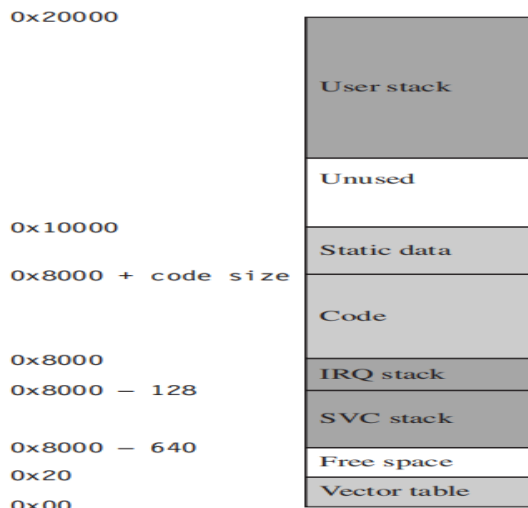 0x20000
User stack
Unused
0x10000
Static data
0x8000 + code size
Code
0x8000
IRQ stack
0x8000 – 128
SVC stack
0x8000 – 640
Free space
0x20
Vector table
0x00